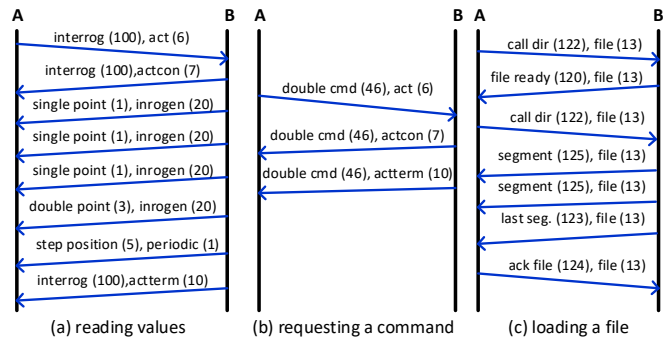 A B
interrog (100), act (6)
interrog (100),actcon (7)
single point (1), inrogen (20)
single point (1), inrogen (20)
single point (1), inrogen (20)
double point (3), inrogen (20)
step position (5), periodic (1)
interrog (100),actterm (10)
(a) reading values
A B
double cmd (46), act (6)
double cmd (46), actcon (7)
double cmd (46), actterm (10)
(b) requesting a command
A B
call dir (122), file (13)
file ready (120), file (13)
call dir (122), file (13)
segment (125), file (13)
segment (125), file (13)
last seg. (123), file (13)
ack file (124), file (13)
(c) loading a file